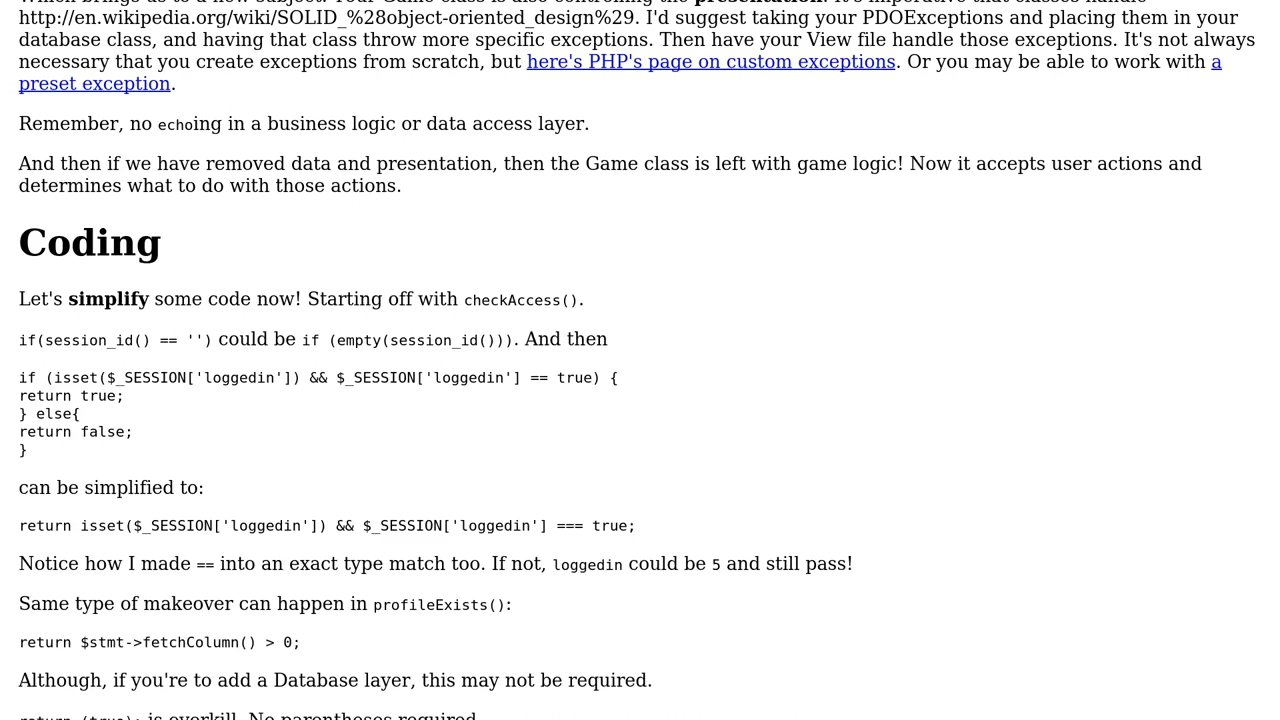 http://en.wikipedia.org/wiki/SOLID_%28object-oriented_design%29. I'd suggest taking your PDOExceptions and placing them in your
database class, and having that class throw more specific exceptions. Then have your View file handle those exceptions. It's not always
necessary that you create exceptions from scratch, but here's PHP's page on custom exceptions. Or you may be able to work with a
preset exception.
Remember, no echoing in a business logic or data access layer.
And then if we have removed data and presentation, then the Game class is left with game logic! Now it accepts user actions and
determines what to do with those actions.
Coding
Let's simplify some code now! Starting off with checkAccess().
if(session_id() == '') could be if (empty(session_id())). And then
if (isset($_SESSION['loggedin']) && $_SESSION['loggedin'] == true) {
return true;
} else{
return false;
}
can be simplified to:
return isset($_SESSION['loggedin']) && $_SESSION['loggedin'] === true;
Notice how I made == into an exact type match too. If not, loggedin could be 5 and still pass!
Same type of makeover can happen in profileExists():
return $stmt->fetchColumn() > 0;
Although, if you're to add a Database layer, this may not be required.
return (true); is overkill. No parentheses required.